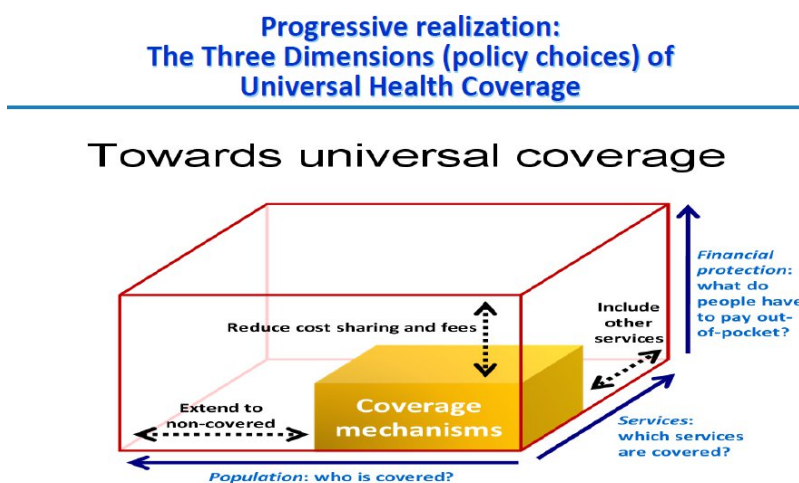 Progressive realization:
The Three Dimensions (policy choices) of
Universal Health Coverage
Towards universal coverage
Financial
protection:
what do
people have
to pay out-
of-pocket?
Include
other
services
Reduce cost sharing and fees
Extend to
non-covered
Coverage
mechanisms
Services:
which services
are covered?
Population: who is covered?